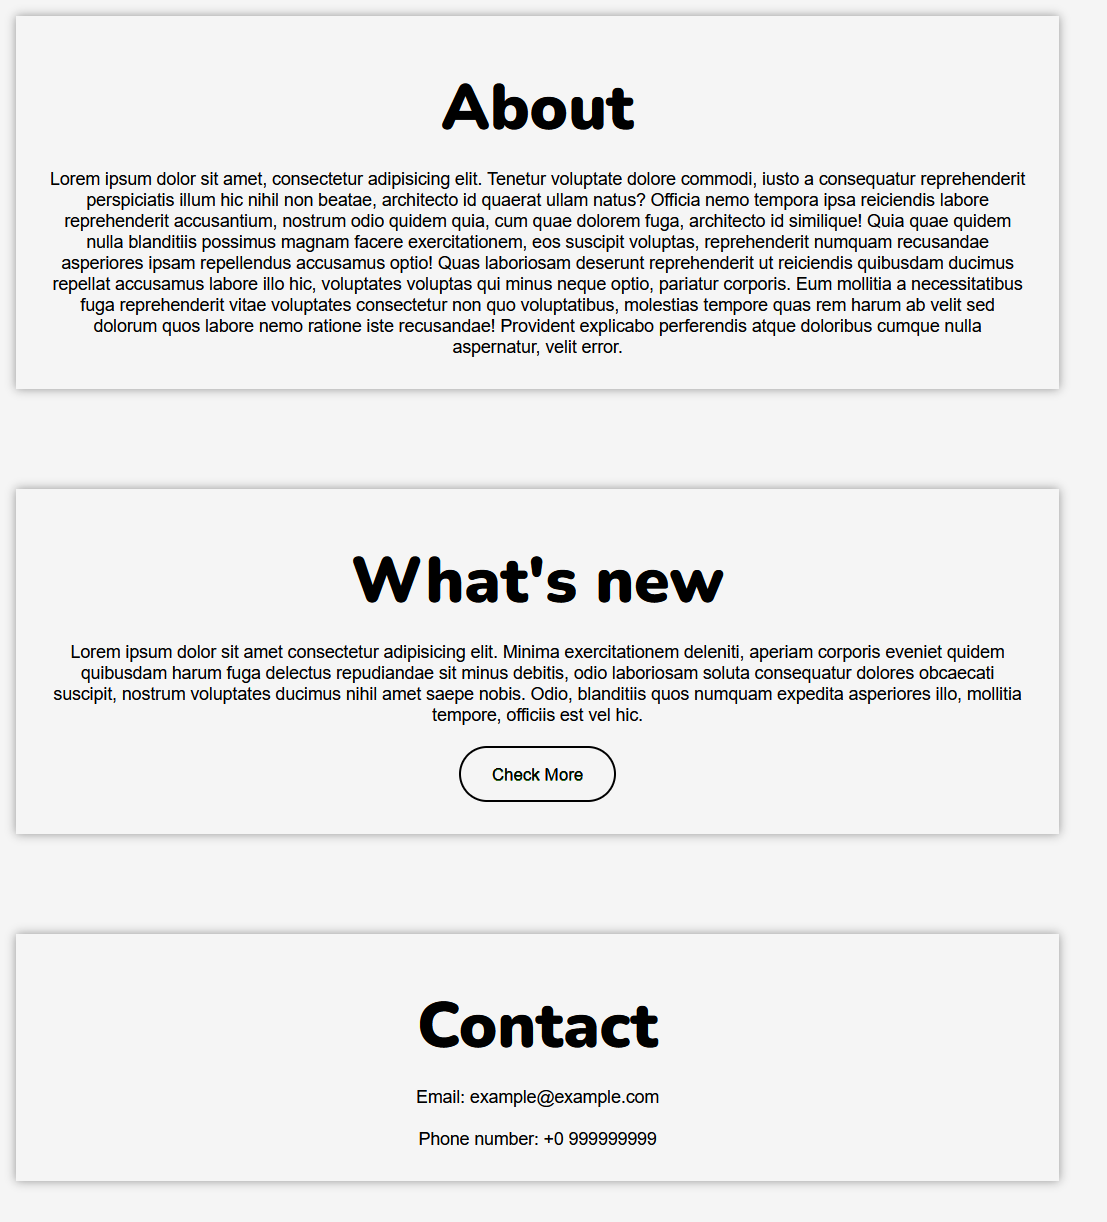 About
Lorem ipsum dolor sit amet, consectetur adipisicing elit. Tenetur voluptate dolore commodi, iusto a consequatur reprehenderit
perspiciatis illum hic nihil non beatae, architecto id quaerat ullam natus? Officia nemo tempora ipsa reiciendis labore
reprehenderit accusantium, nostrum odio quidem quia, cum quae dolorem fuga, architecto id similique! Quia quae quidem
nulla blanditiis possimus magnam facere exercitationem, eos suscipit voluptas, reprehenderit numquam recusandae
asperiores ipsam repellendus accusamus optio! Quas laboriosam deserunt reprehenderit ut reiciendis quibusdam ducimus
repellat accusamus labore illo hic, voluptates voluptas qui minus neque optio, pariatur corporis. Eum mollitia a necessitatibus
fuga reprehenderit vitae voluptates consectetur non quo voluptatibus, molestias tempore quas rem harum ab velit sed
dolorum quos labore nemo ratione iste recusandae! Provident explicabo perferendis atque doloribus cumque nulla
aspernatur, velit error.
What's new
Lorem ipsum dolor sit amet consectetur adipisicing elit. Minima exercitationem deleniti, aperiam corporis eveniet quidem
quibusdam harum fuga delectus repudiandae sit minus debitis, odio laboriosam soluta consequatur dolores obcaecati
suscipit, nostrum voluptates ducimus nihil amet saepe nobis. Odio, blanditiis quos numquam expedita asperiores illo, mollitia
tempore, officiis est vel hic.
Check More
Contact
Email: example@example.com
Phone number: +0 999999999